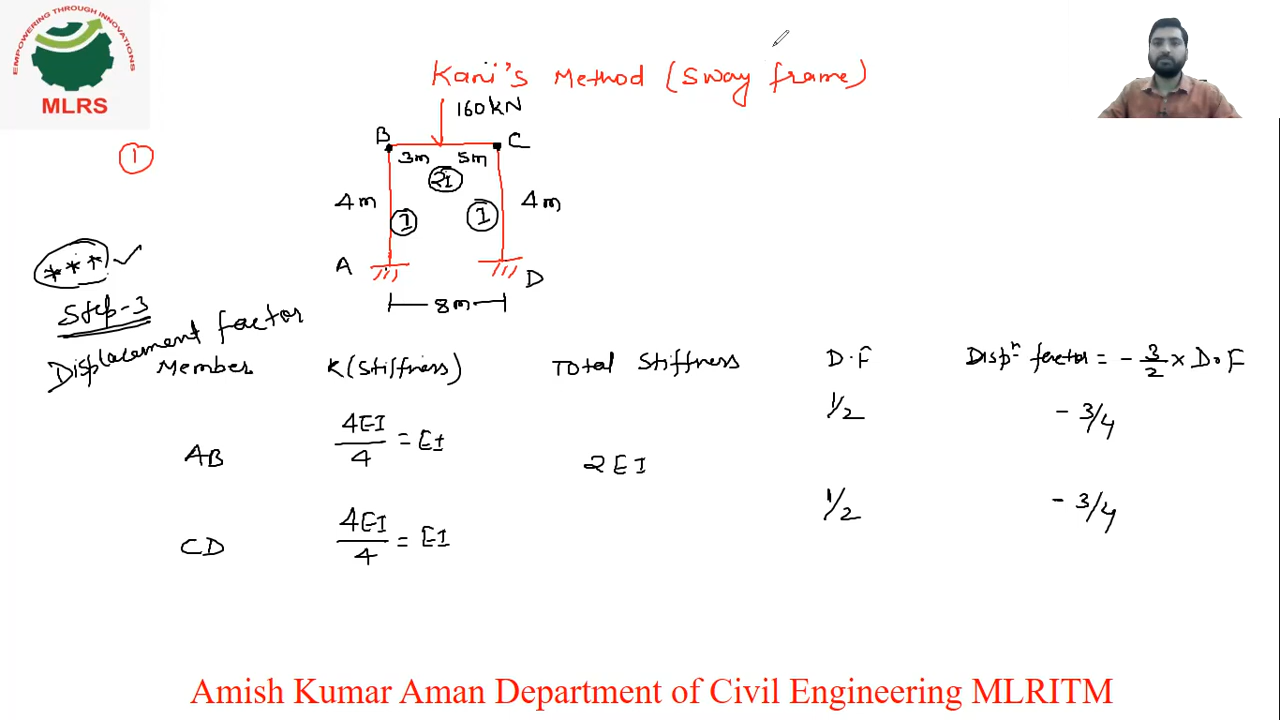 EMPOWERING THROUGH INNOVATIONS
MLRS
Kani's Method (Sway frame)
160kN
1
B C
3m 5m
2I
4m I I 4m
A D
8m
***
Step-3
Displacement factor
Member K(Stiffness) Total Stiffness D.F Dispⁿ factor = - 3/2 x D.F
AB 4EI/4 = EI 2EI 1/2 - 3/4
CD 4EI/4 = EI 1/2 - 3/4
Amish Kumar Aman Department of Civil Engineering MLRITM